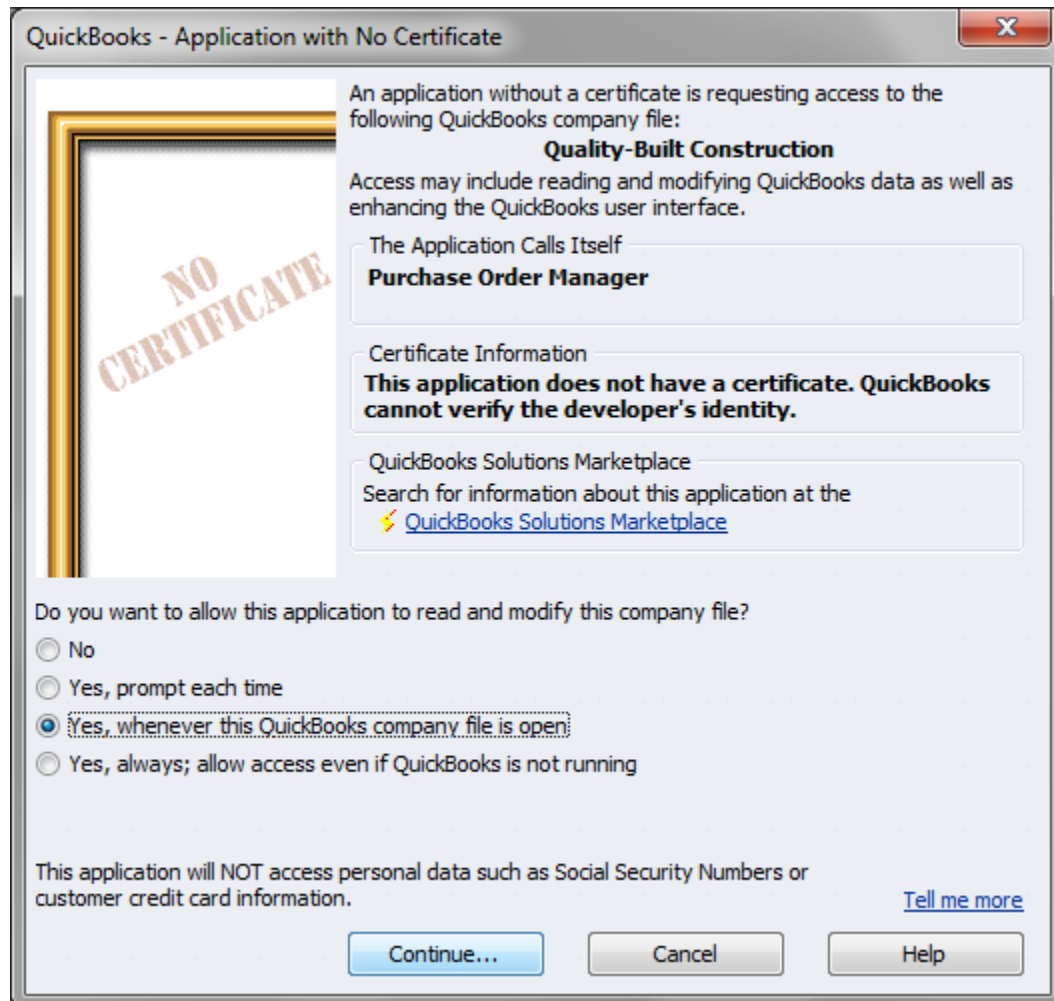 QuickBooks - Application with No Certificate
NO
CERTIFICATE
An application without a certificate is requesting access to the
following QuickBooks company file:
Quality-Built Construction
Access may include reading and modifying QuickBooks data as well as
enhancing the QuickBooks user interface.
The Application Calls Itself
Purchase Order Manager
Certificate Information
This application does not have a certificate. QuickBooks
cannot verify the developer's identity.
QuickBooks Solutions Marketplace
Search for information about this application at the
QuickBooks Solutions Marketplace
Do you want to allow this application to read and modify this company file?
No
Yes, prompt each time
Yes, whenever this QuickBooks company file is open
Yes, always; allow access even if QuickBooks is not running
This application will NOT access personal data such as Social Security Numbers or
customer credit card information.
Tell me more
Continue...
Cancel
Help